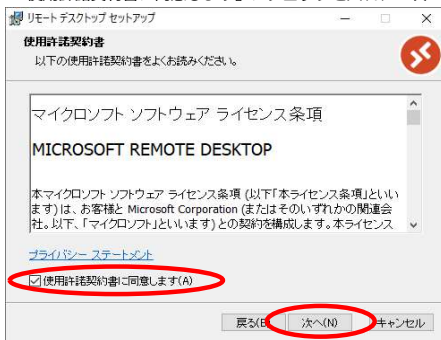 リモート デスクトップ セットアップ
使用許諾契約書
以下の使用許諾契約書をよくお読みください。
マイクロソフト ソフトウェア ライセンス条項
MICROSOFT REMOTE DESKTOP
本マイクロソフト ソフトウェア ライセンス条項 (以下「本ライセンス条項」といい
ます) は、お客様と Microsoft Corporation (またはそのいずれかの関連会
社。以下、「マイクロソフト」といいます) との契約を構成します。本ライセンス
プライバシー ステートメント
使用許諾契約書に同意します(A)
戻る(B 次へ(N) キャンセル